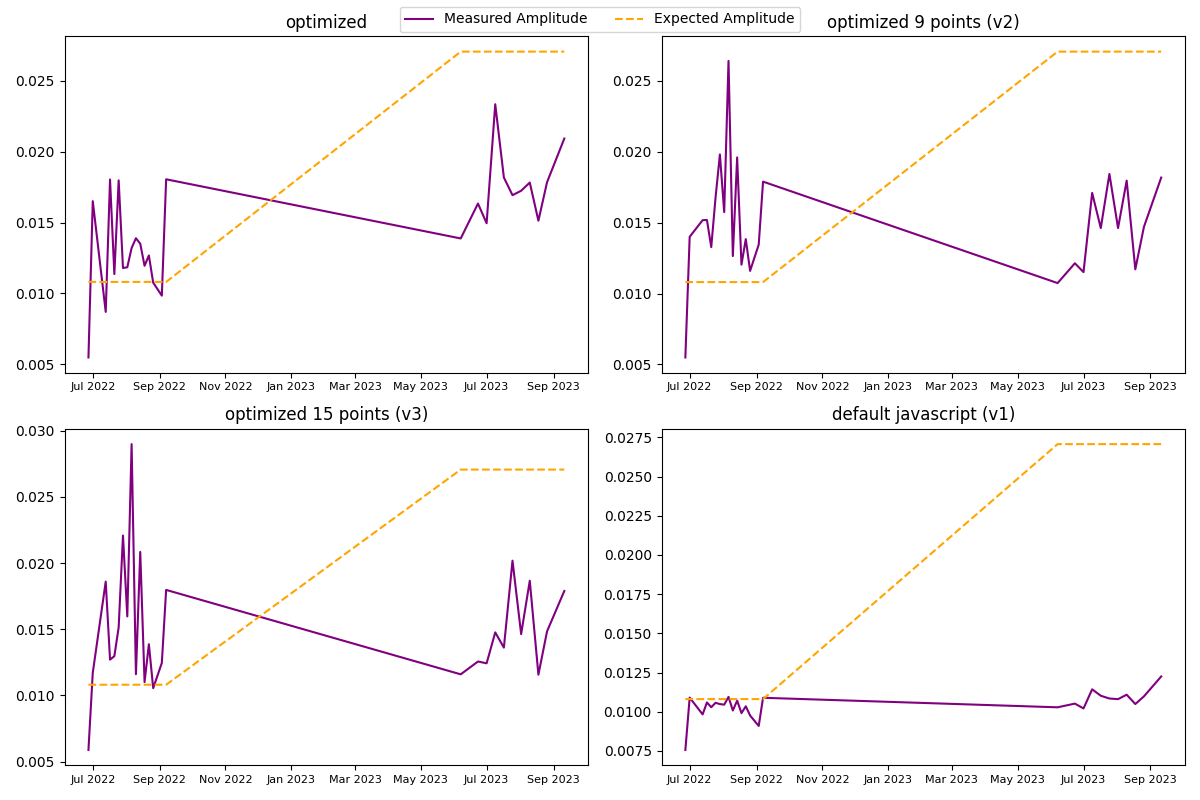 Measured Amplitude Expected Amplitude
optimized
0.025
0.020
0.015
0.010
0.005
Jul 2022 Sep 2022 Nov 2022 Jan 2023 Mar 2023 May 2023 Jul 2023 Sep 2023
optimized 9 points (v2)
0.025
0.020
0.015
0.010
0.005
Jul 2022 Sep 2022 Nov 2022 Jan 2023 Mar 2023 May 2023 Jul 2023 Sep 2023
optimized 15 points (v3)
0.030
0.025
0.020
0.015
0.010
0.005
Jul 2022 Sep 2022 Nov 2022 Jan 2023 Mar 2023 May 2023 Jul 2023 Sep 2023
default javascript (v1)
0.0275
0.0250
0.0225
0.0200
0.0175
0.0150
0.0125
0.0100
0.0075
Jul 2022 Sep 2022 Nov 2022 Jan 2023 Mar 2023 May 2023 Jul 2023 Sep 2023